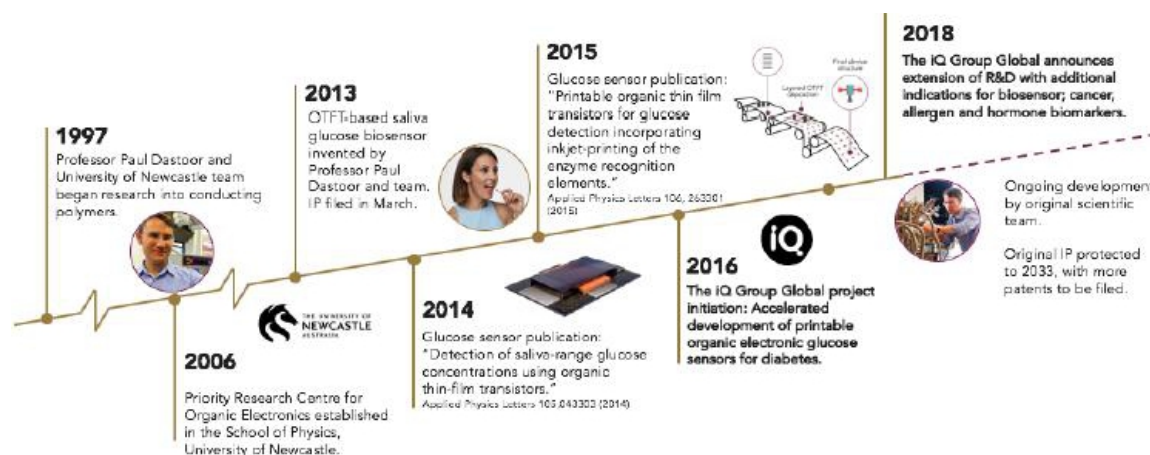 1997
Professor Paul Dastoor and
University of Newcastle team
began research into conducting
polymers.
2006
Priority Research Centre for
Organic Electronics established
in the School of Physics,
University of Newcastle.
THE UNIVERSITY OF
NEWCASTLE
AUSTRALIA
2013
OTFT-based saliva
glucose biosensor
invented by
Professor Paul
Dastoor and team.
IP filed in March.
2014
Glucose sensor publication:
"Detection of saliva-range glucose
concentrations using organic
thin-film transistors."
Applied Physics Letters 105,043303 (2014)
2015
Glucose sensor publication:
"Printable organic thin film
transistors for glucose
detection incorporating
inkjet-printing of the
enzyme recognition
elements."
Applied Physics Letters 106, 263301
(2015)
Layered OTFT
deposition
Final device
structure
iQ
2016
The iQ Group Global project
initiation: Accelerated
development of printable
organic electronic glucose
sensors for diabetes.
2018
The iQ Group Global announces
extension of R&D with additional
indications for biosensor; cancer,
allergen and hormone biomarkers.
Ongoing development
by original scientific
team.
Original IP protected
to 2033, with more
patents to be filed.